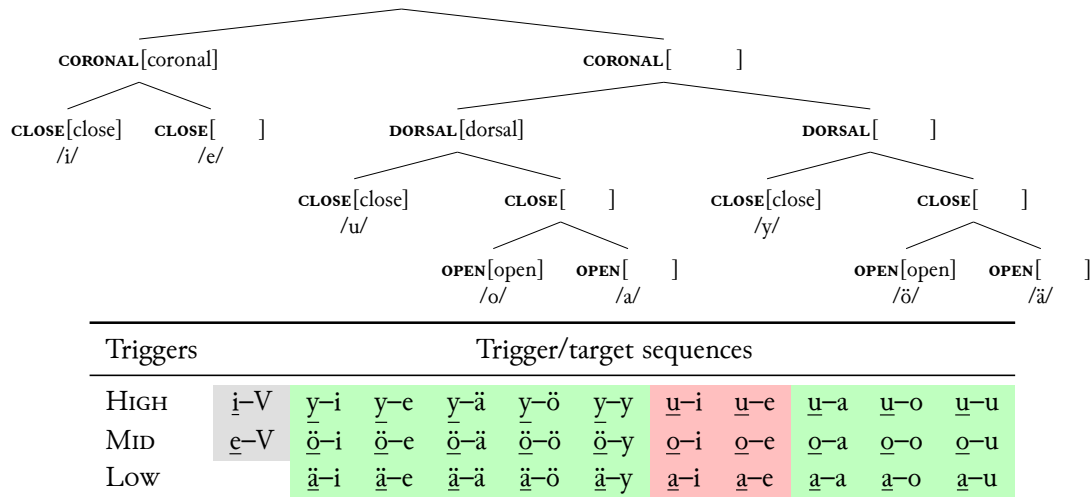 CORONAL[coronal] CORONAL[ ]
CLOSE[close] CLOSE[ ] DORSAL[dorsal] DORSAL[ ]
/i/ /e/
CLOSE[close] CLOSE[ ] CLOSE[close] CLOSE[ ]
/u/ /y/
OPEN[open] OPEN[ ] OPEN[open] OPEN[ ]
/o/ /a/ /ö/ /ä/
Triggers Trigger/target sequences
HIGH i–V y–i y–e y–ä y–ö y–y u–i u–e u–a u–o u–u
MID e–V ö–i ö–e ö–ä ö–ö ö–y o–i o–e o–a o–o o–u
LOW ä–i ä–e ä–ä ä–ö ä–y a–i a–e a–a a–o a–u